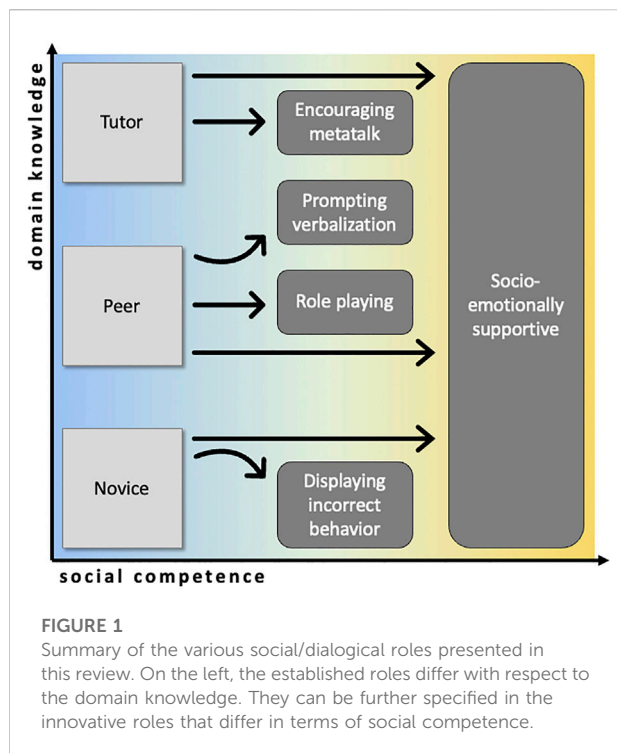 domain knowledge
Tutor
Encouraging
metatalk
Prompting
verbalization
Peer
Role playing
Socio-
emotionally
supportive
Novice
Displaying
incorrect
behavior
social competence
FIGURE 1
Summary of the various social/dialogical roles presented in
this review. On the left, the established roles differ with respect to
the domain knowledge. They can be further specified in the
innovative roles that differ in terms of social competence.